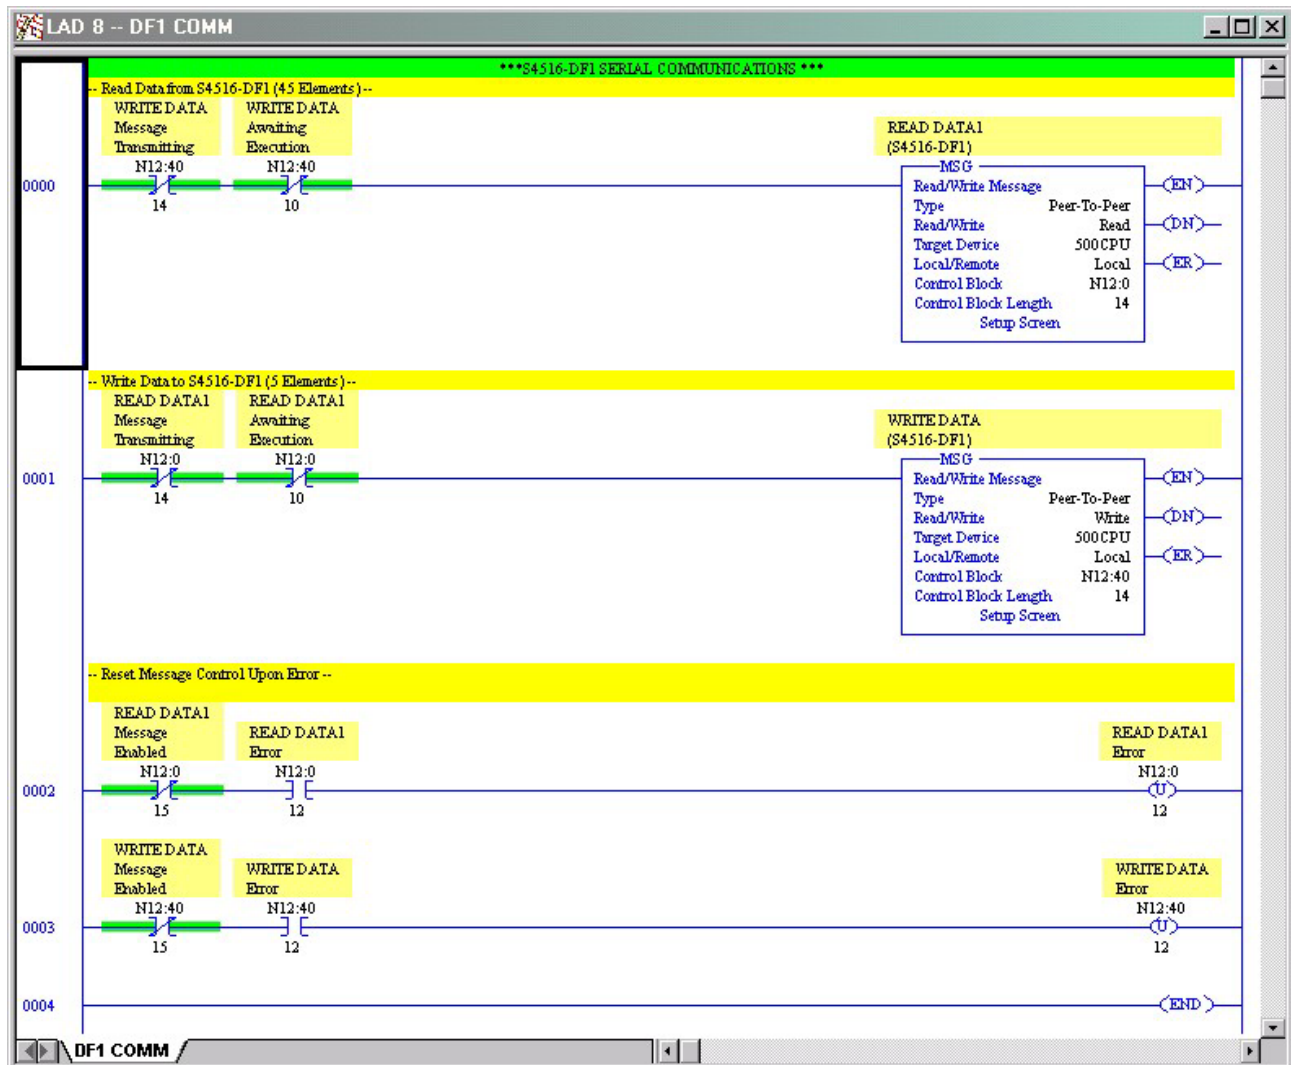 LAD 8 -- DF1 COMM
***S4516-DF1 SERIAL COMMUNICATIONS ***
-- Read Data from S4516-DF1 (45 Elements) --
WRITE DATA
Message
Transmitting
N12:40
14
WRITE DATA
Awaiting
Execution
N12:40
10
READ DATA1
(S4516-DF1)
MSG
0000
Read/Write Message
EN
Type Peer-To-Peer
Read/Write Read
DN
Target Device 500CPU
Local/Remote Local
ER
Control Block N12:0
Control Block Length 14
Setup Screen
-- Write Data to S4516-DF1 (5 Elements) --
READ DATA1
Message
Transmitting
N12:0
14
READ DATA1
Awaiting
Execution
N12:0
10
WRITE DATA
(S4516-DF1)
MSG
0001
Read/Write Message
EN
Type Peer-To-Peer
Read/Write Write
DN
Target Device 500CPU
Local/Remote Local
ER
Control Block N12:40
Control Block Length 14
Setup Screen
-- Reset Message Control Upon Error --
READ DATA1
Message
Enabled
N12:0
15
READ DATA1
Error
N12:0
12
READ DATA1
Error
N12:0
U
12
0002
WRITE DATA
Message
Enabled
N12:40
15
WRITE DATA
Error
N12:40
12
WRITE DATA
Error
N12:40
U
12
0003
0004
END
DF1 COMM